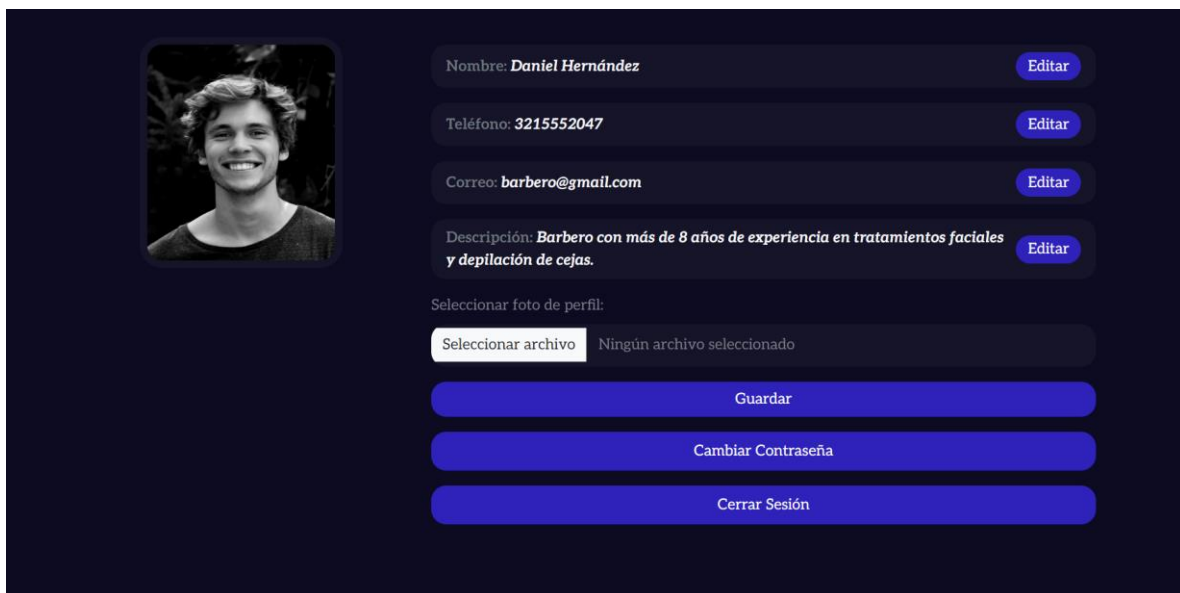 Nombre: Daniel Hernández
Editar
Teléfono: 3215552047
Editar
Correo: barbero@gmail.com
Editar
Descripción: Barbero con más de 8 años de experiencia en tratamientos faciales
y depilación de cejas.
Editar
Seleccionar foto de perfil:
Seleccionar archivo Ningún archivo seleccionado
Guardar
Cambiar Contraseña
Cerrar Sesión